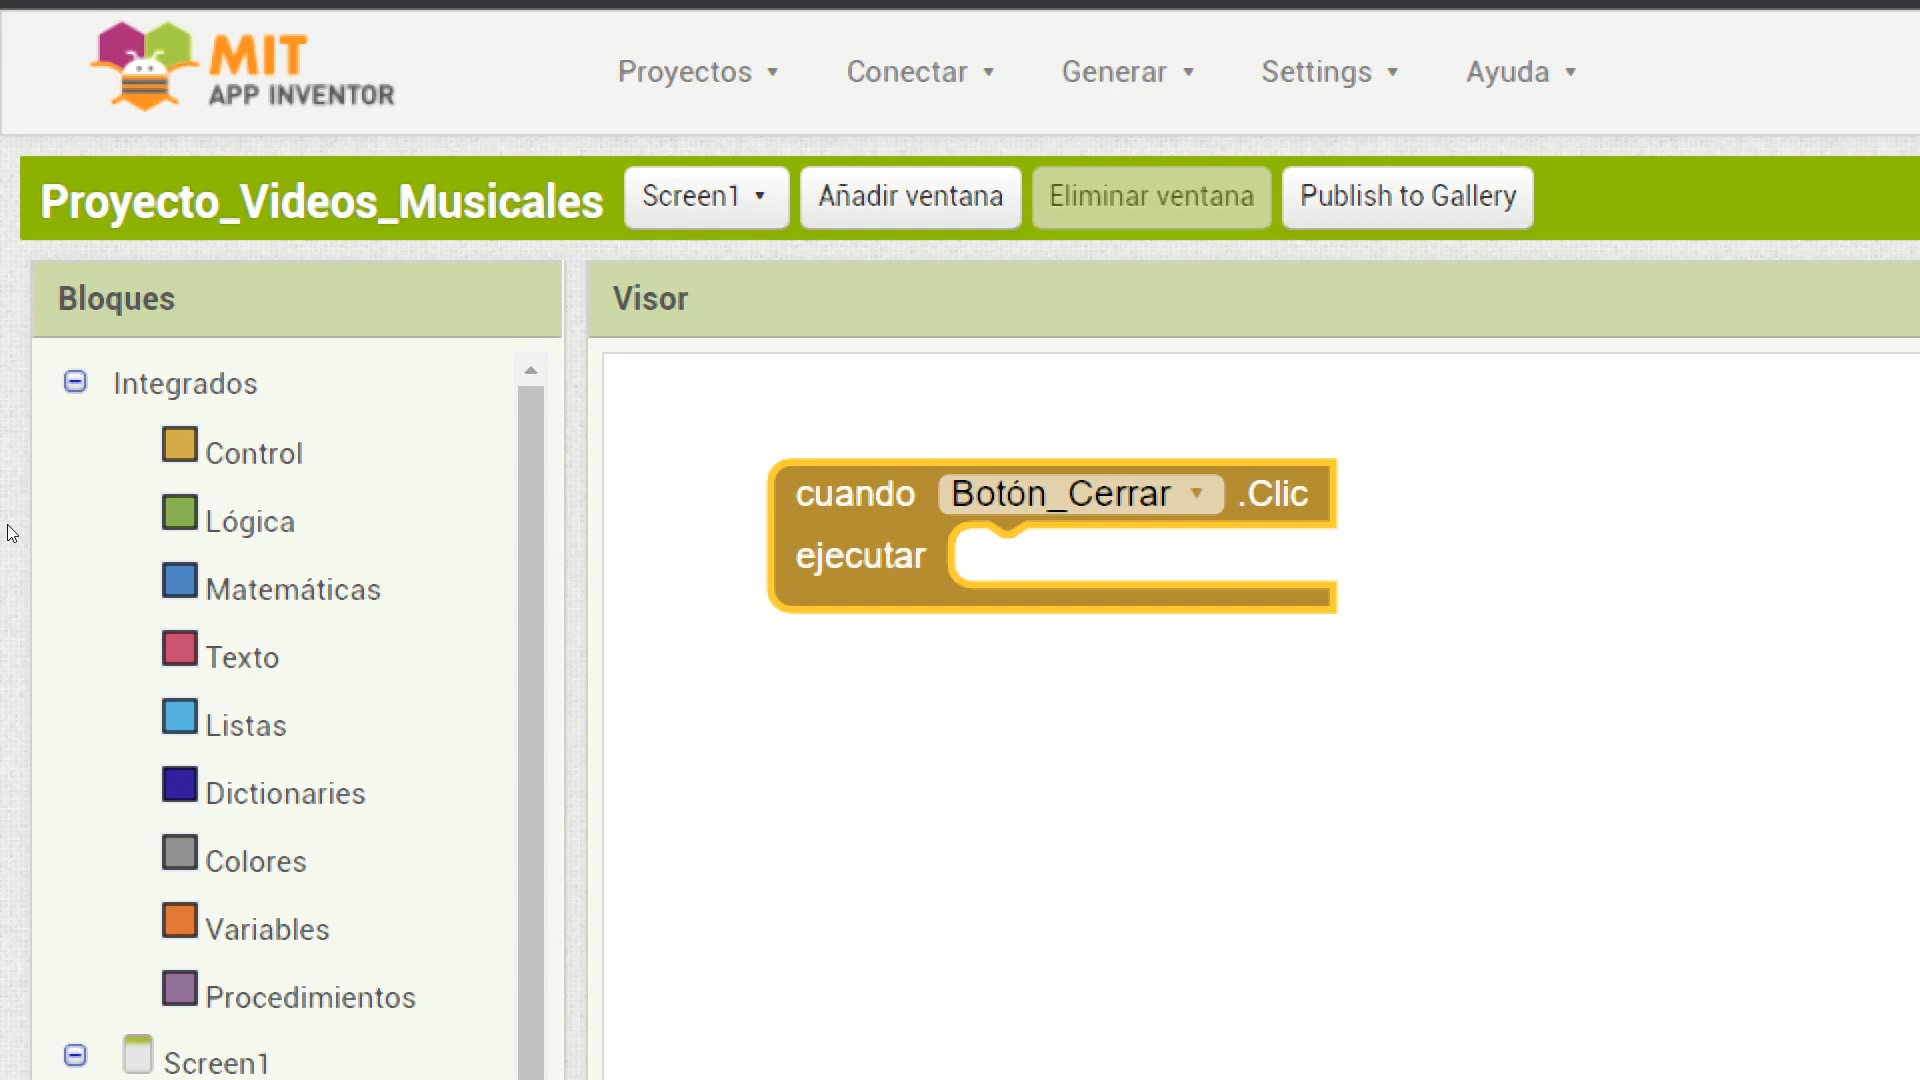 MIT
APP INVENTOR
Proyectos Conectar Generar Settings Ayuda
Proyecto_Videos_Musicales Screen1 Añadir ventana Eliminar ventana Publish to Gallery
Bloques
Visor
Integrados
Control
Lógica
Matemáticas
Texto
Listas
Dictionaries
Colores
Variables
Procedimientos
Screen1
cuando Botón_Cerrar .Clic
ejecutar